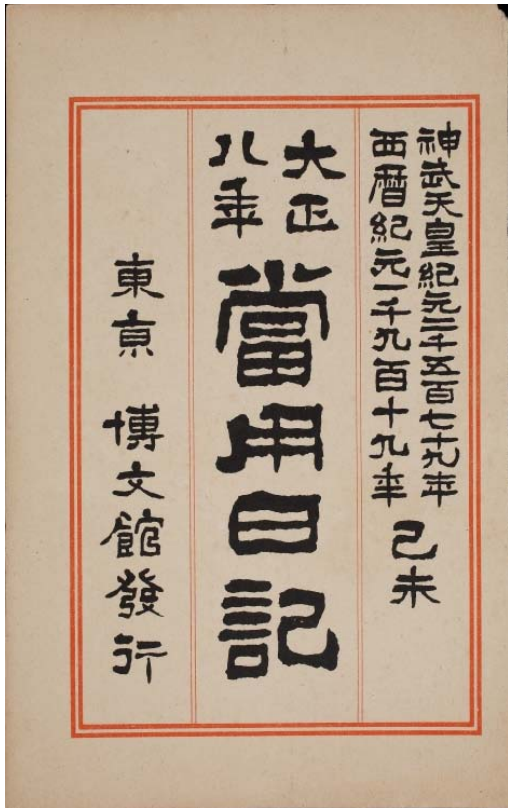 神武天皇紀元二千五百七十九年
西曆紀元一千九百十九年
己未
大正
八年
當用日記
東京 博文館發行